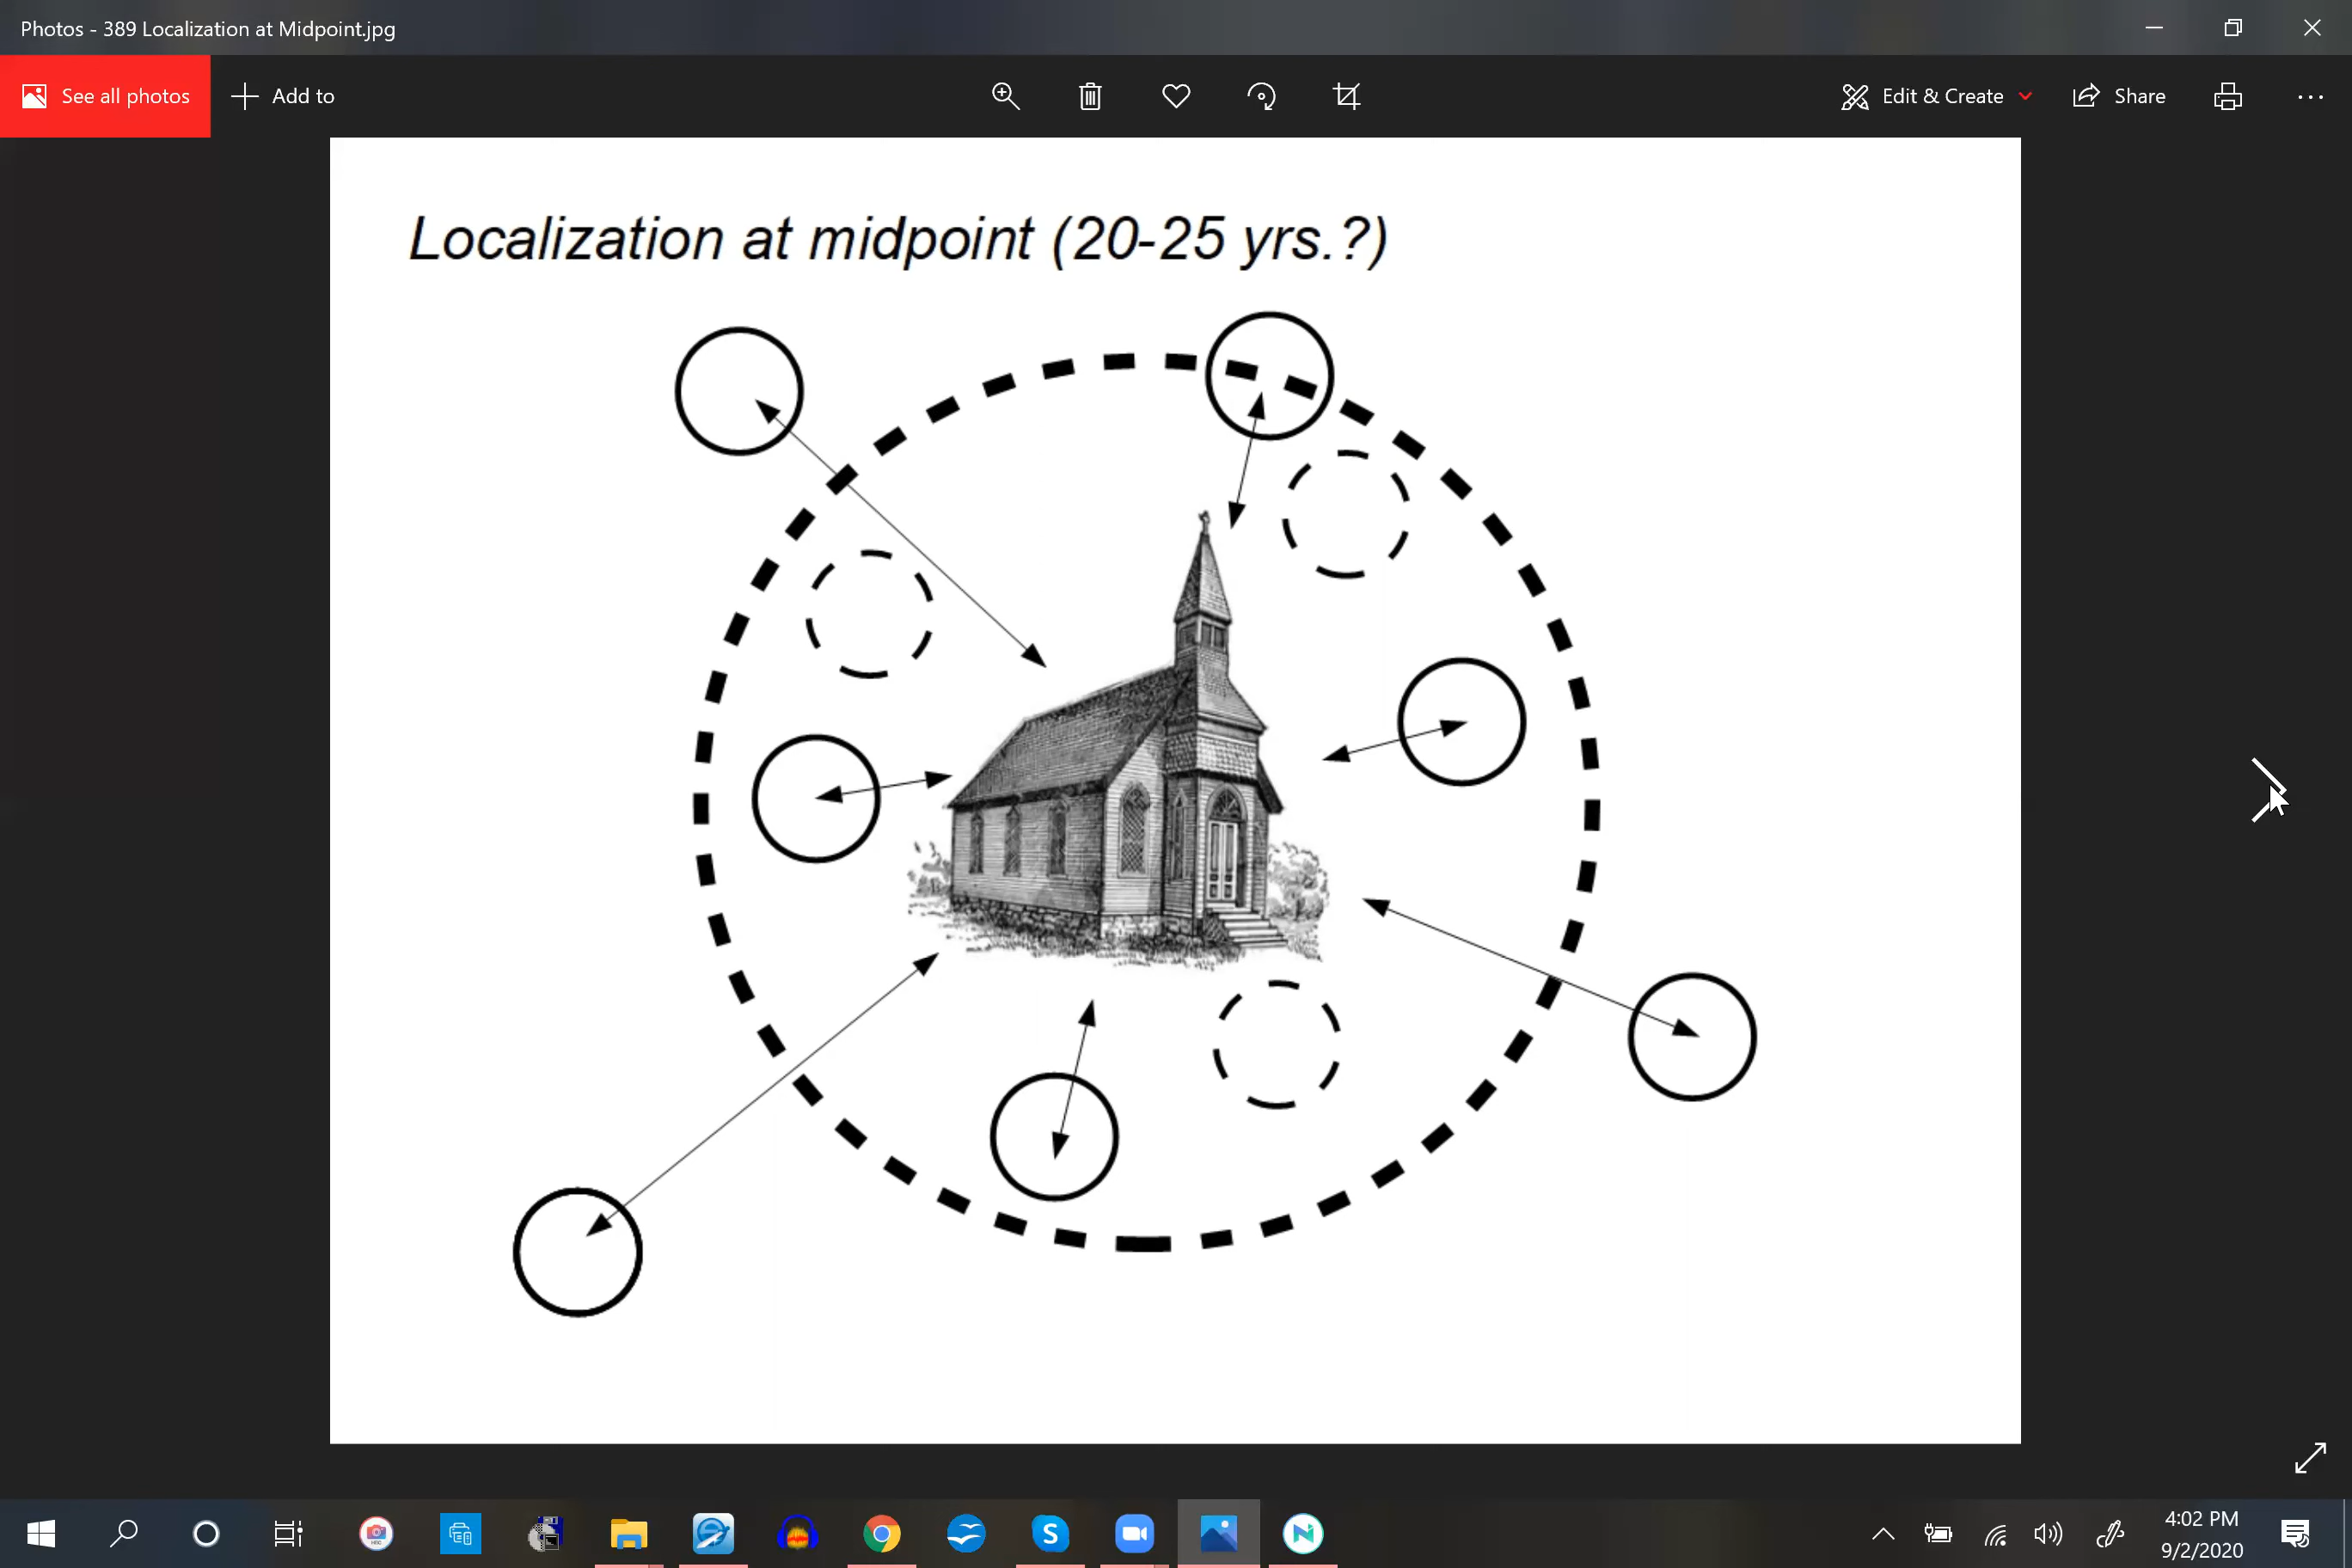 Photos - 389 Localization at Midpoint.jpg
See all photos
Add to
Edit & Create
Share
Localization at midpoint (20-25 yrs.?)
S
N
4:02 PM
9/2/2020